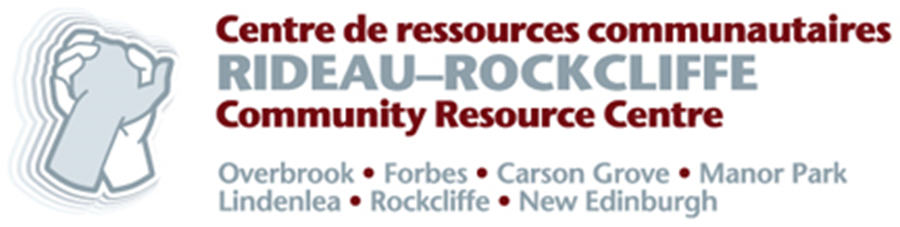 Centre de ressources communautaires
RIDEAU–ROCKCLIFFE
Community Resource Centre
Overbrook • Forbes • Carson Grove • Manor Park
Lindenlea • Rockcliffe • New Edinburgh